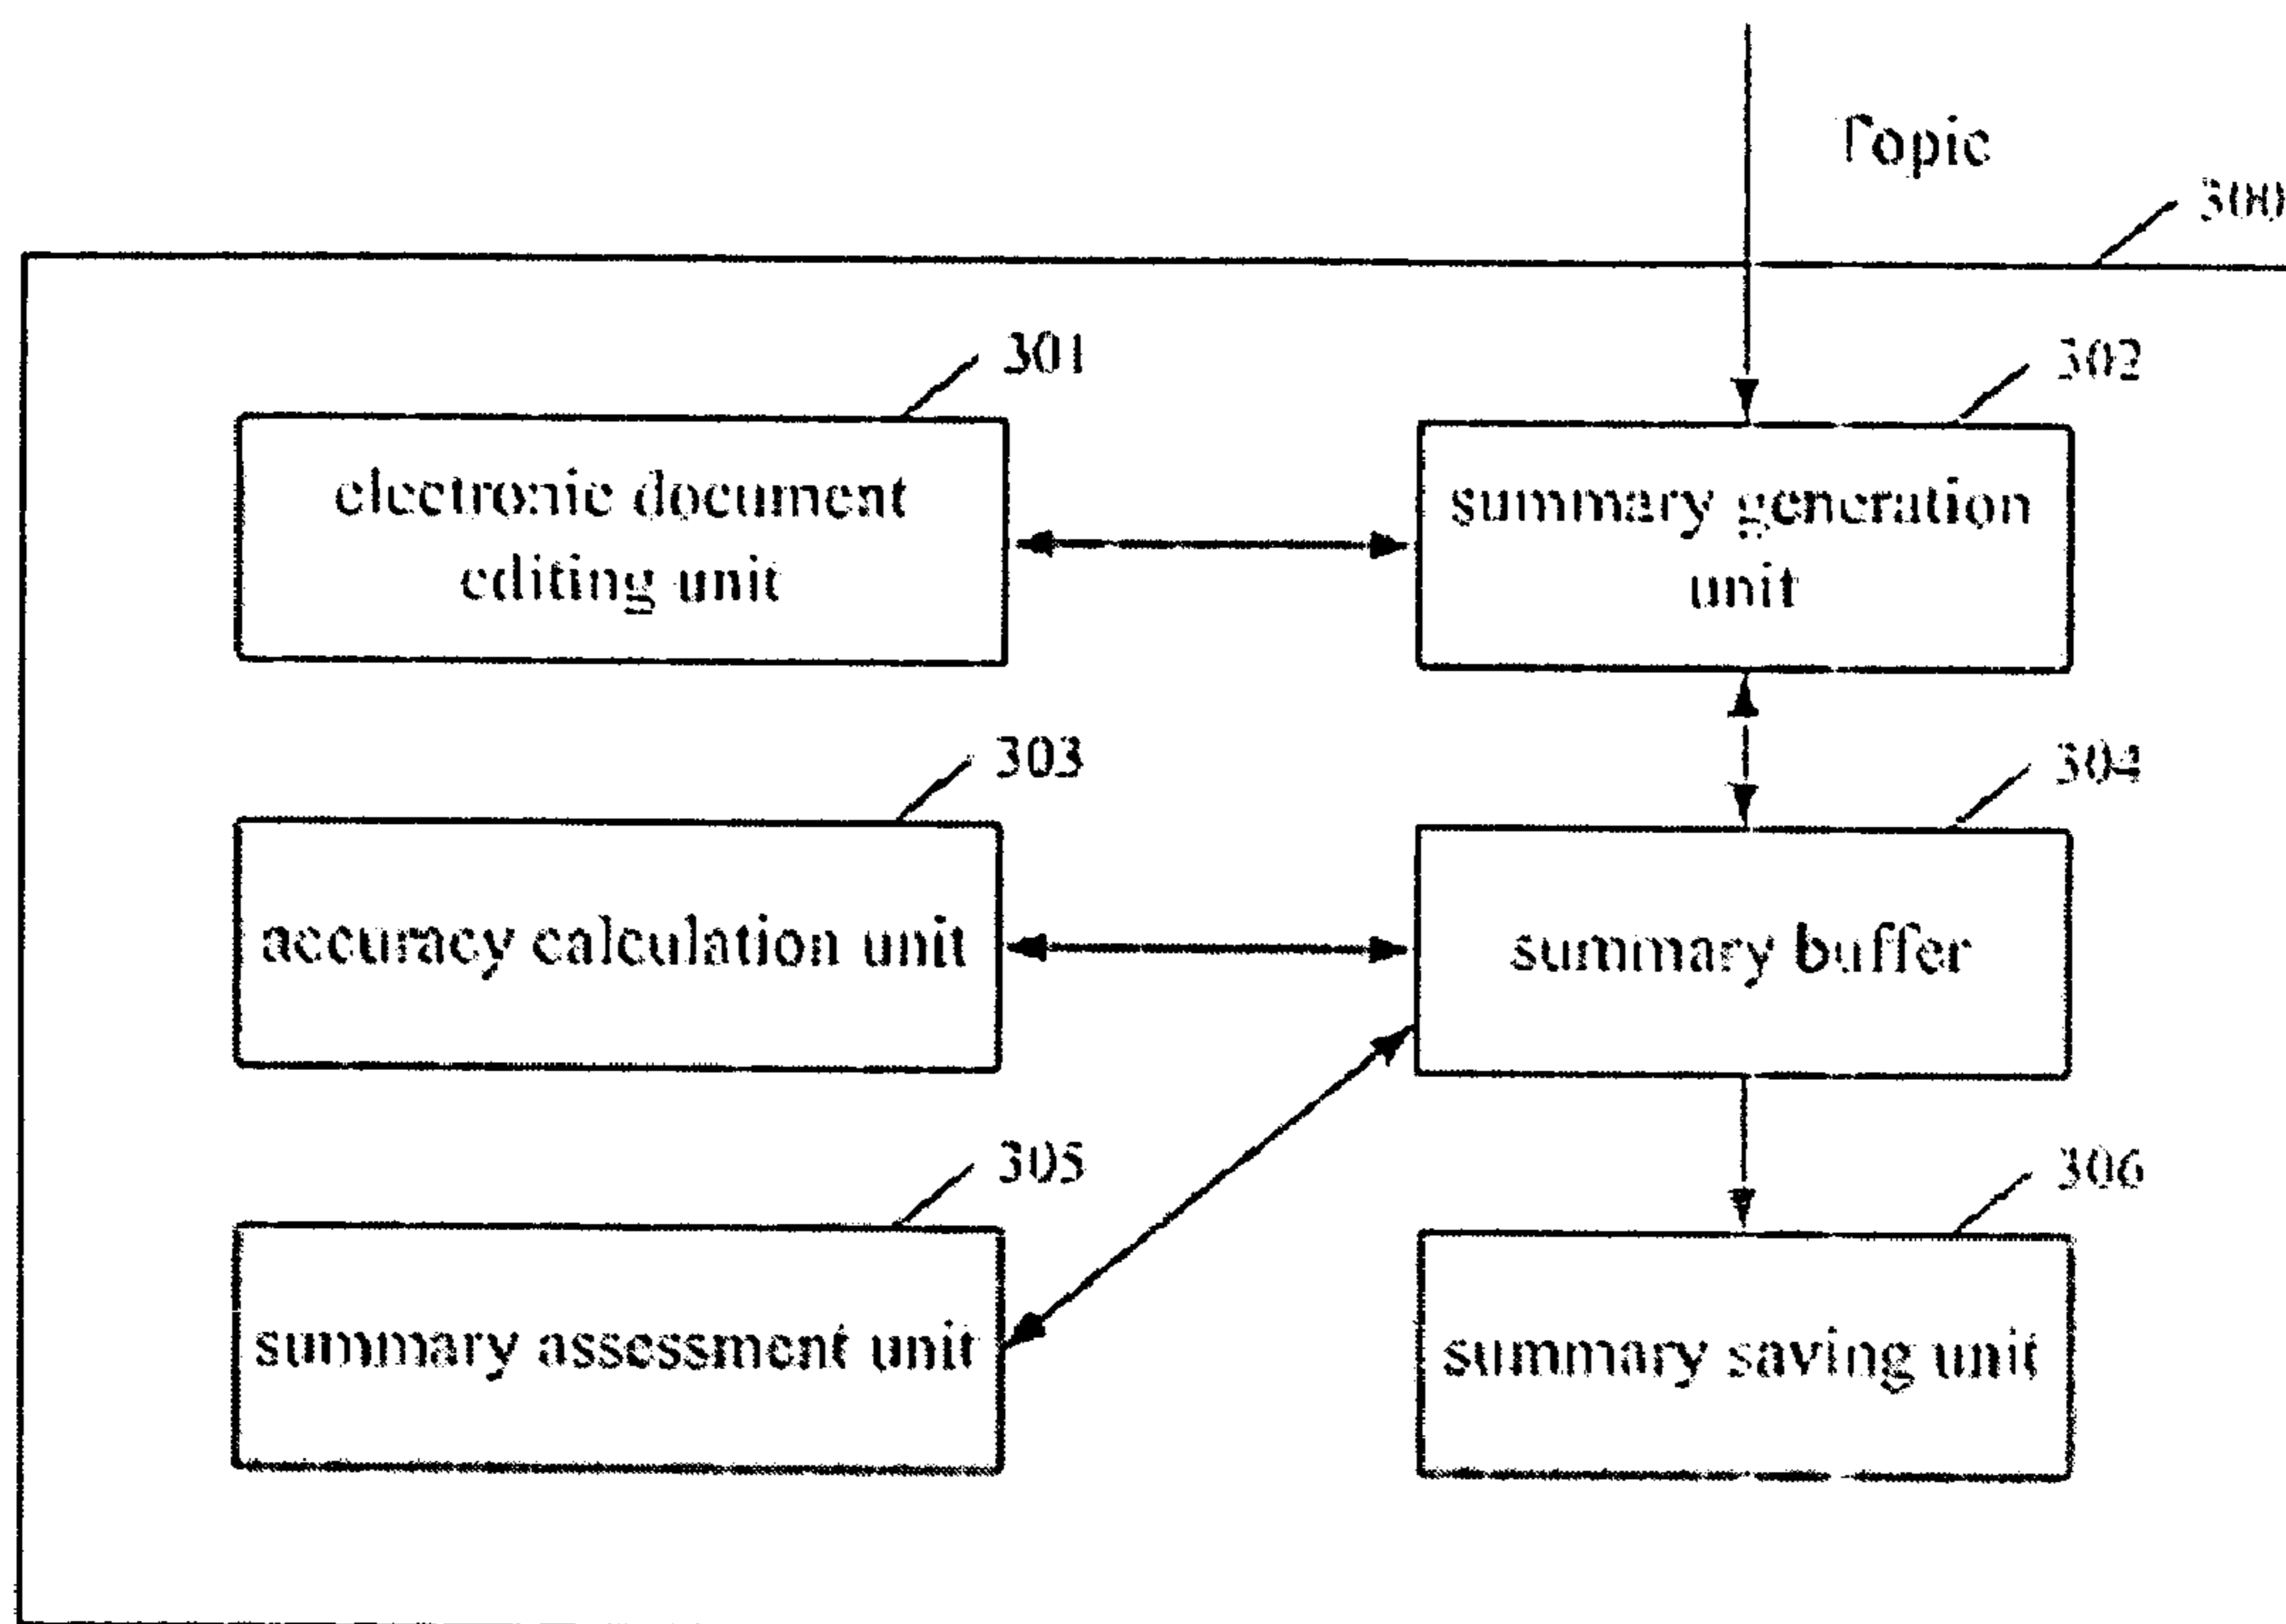 Topic
300
301
302
electronic document
editing unit
summary generation
unit
303
304
accuracy calculation unit
summary buffer
305
306
summary assessment unit
summary saving unit